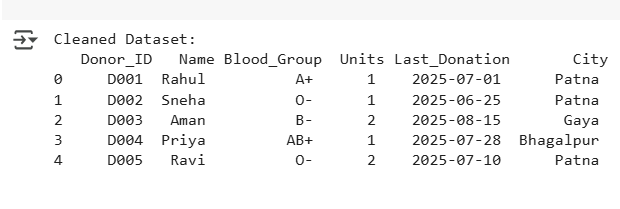 Cleaned Dataset:
Donor_ID Name Blood_Group Units Last_Donation City
0 D001 Rahul A+ 1 2025-07-01 Patna
1 D002 Sneha O- 1 2025-06-25 Patna
2 D003 Aman B- 2 2025-08-15 Gaya
3 D004 Priya AB+ 1 2025-07-28 Bhagalpur
4 D005 Ravi O- 2 2025-07-10 Patna